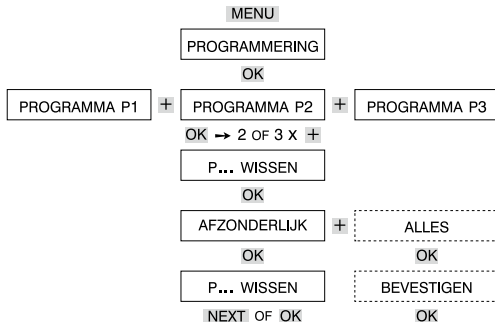 MENU
PROGRAMMERING
OK
PROGRAMMA P1 + PROGRAMMA P2 + PROGRAMMA P3
OK → 2 OF 3 X +
P... WISSEN
OK
AFZONDERLIJK + ALLES
OK OK
P... WISSEN BEVESTIGEN
NEXT OF OK OK